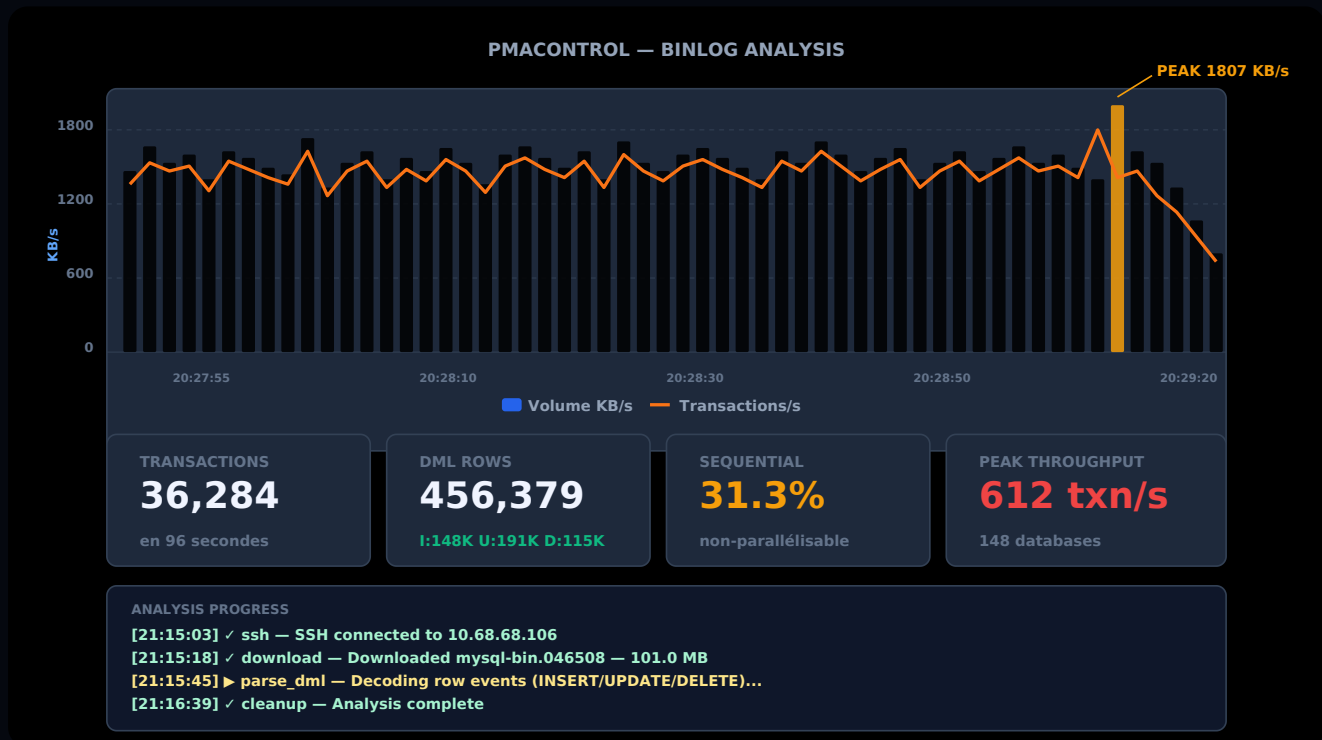 PMACONTROL — BINLOG ANALYSIS
PEAK 1807 KB/s
1800
1200
600
0
KB/s
20:27:55 20:28:10 20:28:30 20:28:50 20:29:20
Volume KB/s Transactions/s
TRANSACTIONS
36,284
en 96 secondes
DML ROWS
456,379
I:148K U:191K D:115K
SEQUENTIAL
31.3%
non-parallélisable
PEAK THROUGHPUT
612 txn/s
148 databases
ANALYSIS PROGRESS
[21:15:03] ✓ ssh — SSH connected to 10.68.68.106
[21:15:18] ✓ download — Downloaded mysql-bin.046508 — 101.0 MB
[21:15:45] ▶ parse_dml — Decoding row events (INSERT/UPDATE/DELETE)...
[21:16:39] ✓ cleanup — Analysis complete